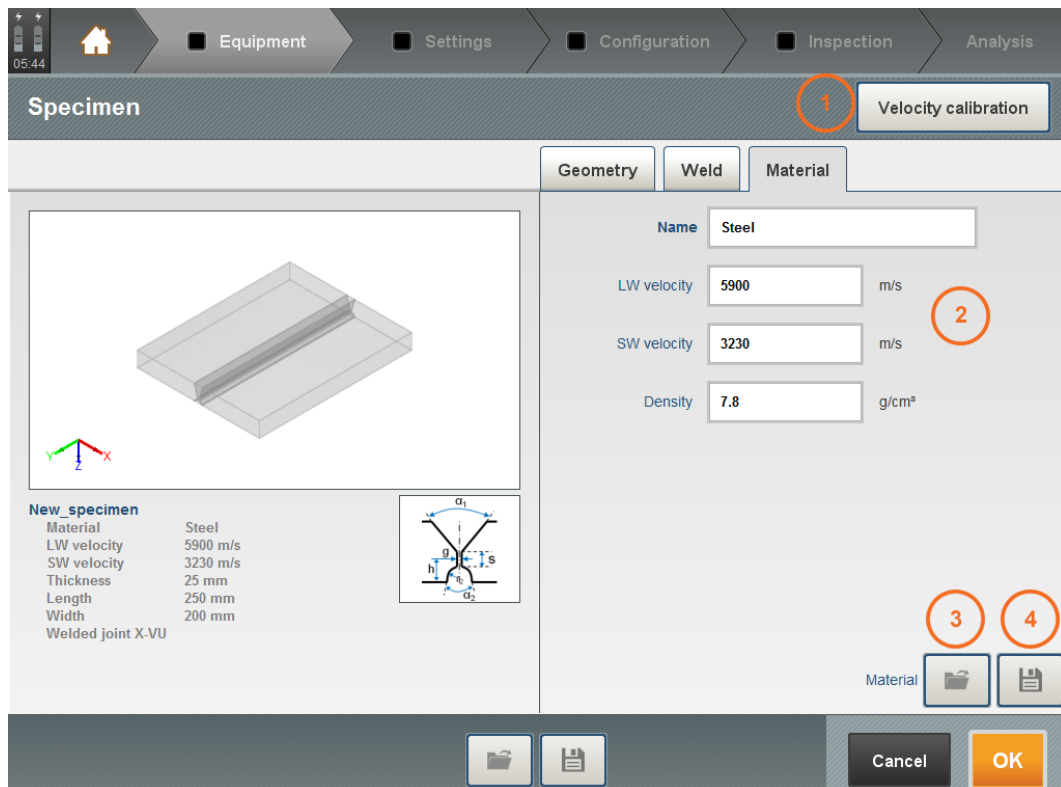 05:44
Equipment
Settings
Configuration
Inspection
Analysis
Specimen
1
Velocity calibration
Geometry
Weld
Material
Name
Steel
LW velocity
5900
m/s
2
SW velocity
3230
m/s
Density
7.8
g/cm³
Y
Z
X
New_specimen
Material Steel
LW velocity 5900 m/s
SW velocity 3230 m/s
Thickness 25 mm
Length 250 mm
Width 200 mm
Welded joint X-VU
α1
g
s
h
r2
α2
3
4
Material
Cancel
OK